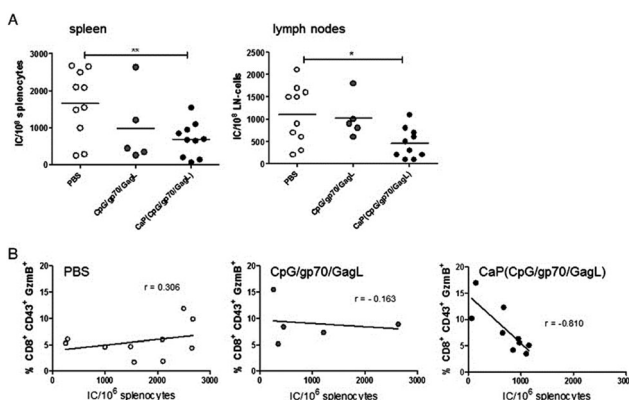 A
spleen
IC/10⁸ splenocytes
3000
2000
1000
0
**
PBS
CpG/gp70/GagL
CaP(CpG/gp70/GagL)
lymph nodes
IC/10⁸ LN-cells
2500
2000
1500
1000
500
0
*
PBS
CpG/gp70/GagL
CaP(CpG/gp70/GagL)
B
PBS
% CD8⁺ CD43⁺ GzmB⁺
20
15
10
5
0
r = 0.306
0 1000 2000 3000
IC/10⁶ splenocytes
CpG/gp70/GagL
% CD8⁺ CD43⁺ GzmB⁺
20
15
10
5
0
r = - 0.163
0 1000 2000 3000
IC/10⁶ splenocytes
CaP(CpG/gp70/GagL)
% CD8⁺ CD43⁺ GzmB⁺
20
15
10
5
0
r = -0.810
0 1000 2000 3000
IC/10⁶ splenocytes